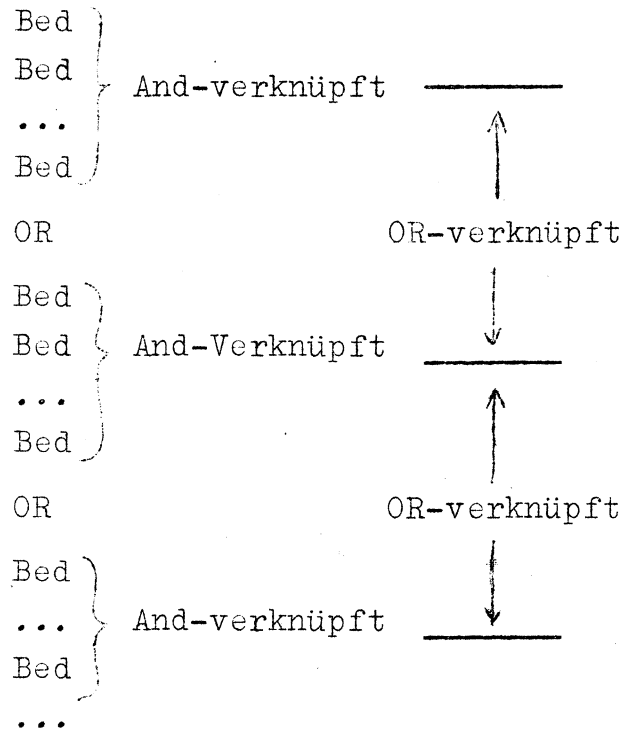 Bed
Bed And-verknüpft
...
Bed
OR OR-verknüpft
Bed
Bed And-Verknüpft
...
Bed
OR OR-verknüpft
Bed
... And-verknüpft
Bed
...